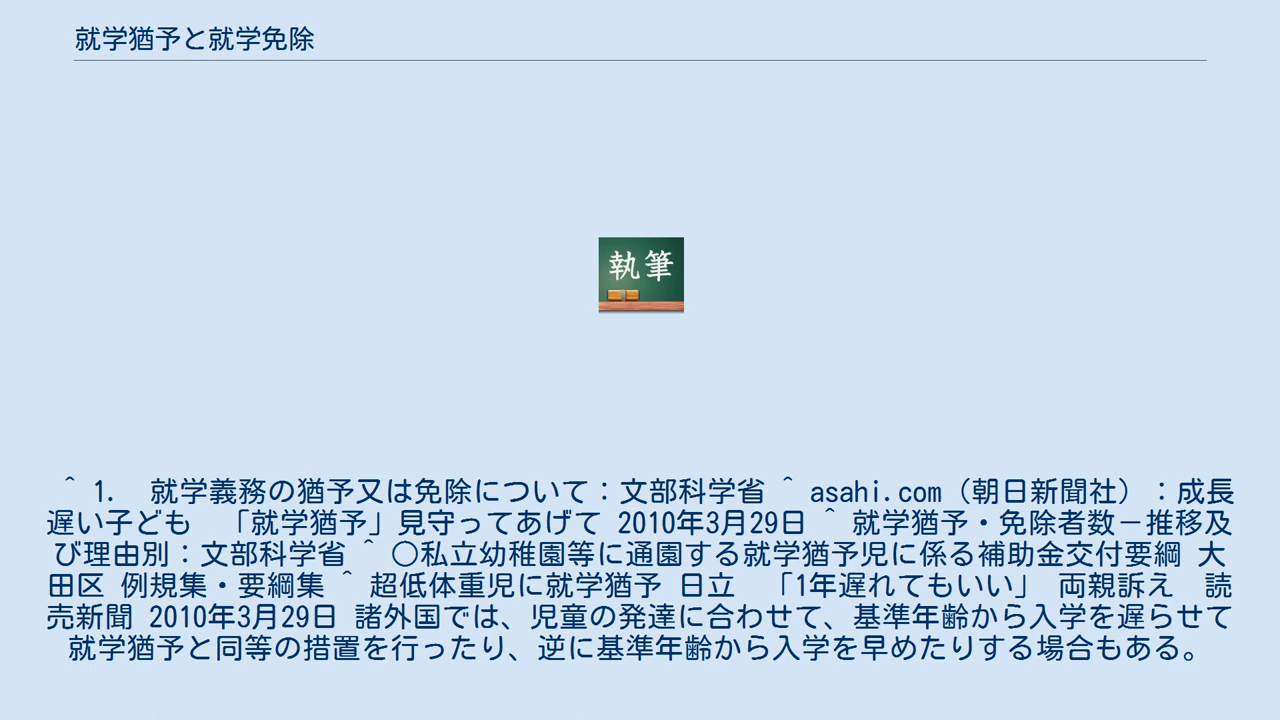 就学猶予と就学免除
執筆
^ 1.　就学義務の猶予又は免除について：文部科学省 ^ asahi.com（朝日新聞社）：成長
遅い子ども　「就学猶予」見守ってあげて 2010年3月29日 ^ 就学猶予・免除者数－推移及
び理由別：文部科学省 ^ ○私立幼稚園等に通園する就学猶予児に係る補助金交付要綱 大
田区 例規集・要綱集 ^ 超低体重児に就学猶予 日立　「1年遅れてもいい」 両親訴え　読
売新聞 2010年3月29日 諸外国では、児童の発達に合わせて、基準年齢から入学を遅らせて
就学猶予と同等の措置を行ったり、逆に基準年齢から入学を早めたりする場合もある。